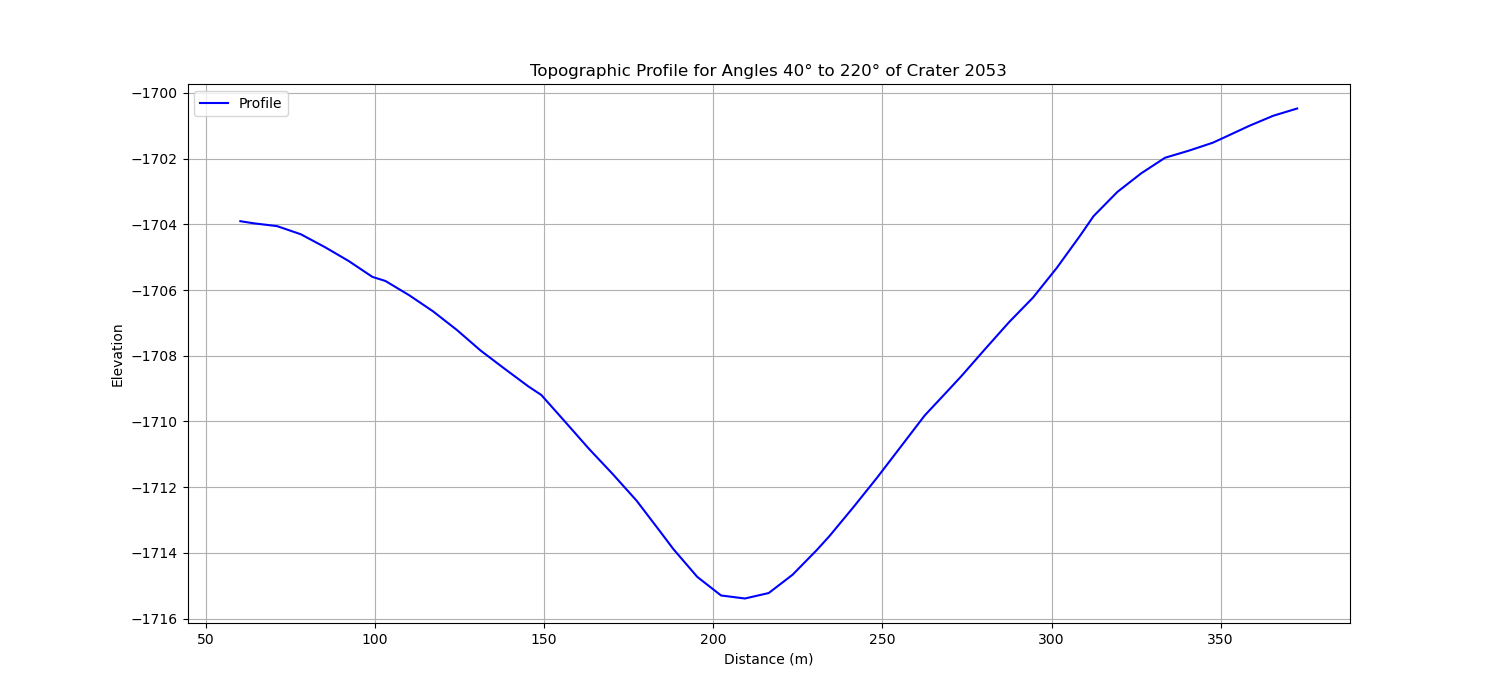 Topographic Profile for Angles 40° to 220° of Crater 2053
Profile
−1700
−1702
−1704
−1706
−1708
−1710
−1712
−1714
−1716
Elevation
50 100 150 200 250 300 350
Distance (m)